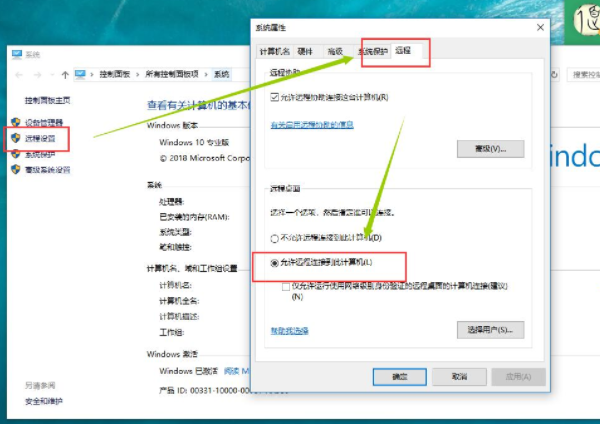 系统
控制面板
所有控制面板项
系统
搜索控
控制面板主页
设备管理器
远程设置
系统保护
高级系统设置
另请参阅
安全和维护
查看有关计算机的基本
Windows 版本
Windows 10 专业版
© 2018 Microsoft Corpo
系统
处理器:
已安装的内存(RAM):
系统类型:
笔和触控:
计算机名、域和工作组设置
计算机名:
计算机全名:
计算机描述:
工作组:
Windows 激活
Windows 已激活 阅读 M
产品 ID: 00331-10000-
indo
系统属性
计算机名 硬件 高级 系统保护 远程
远程协助
允许远程协助连接这台计算机(R)
有关启用远程协助的信息
高级(V)...
远程桌面
选择一个选项,然后指定谁可以连接。
不允许远程连接到此计算机(D)
允许远程连接到此计算机(L)
仅允许运行使用网络级别身份验证的远程桌面的计算机连接(建议)
(N)
帮助我选择
选择用户(S)...
确定
取消
应用(A)